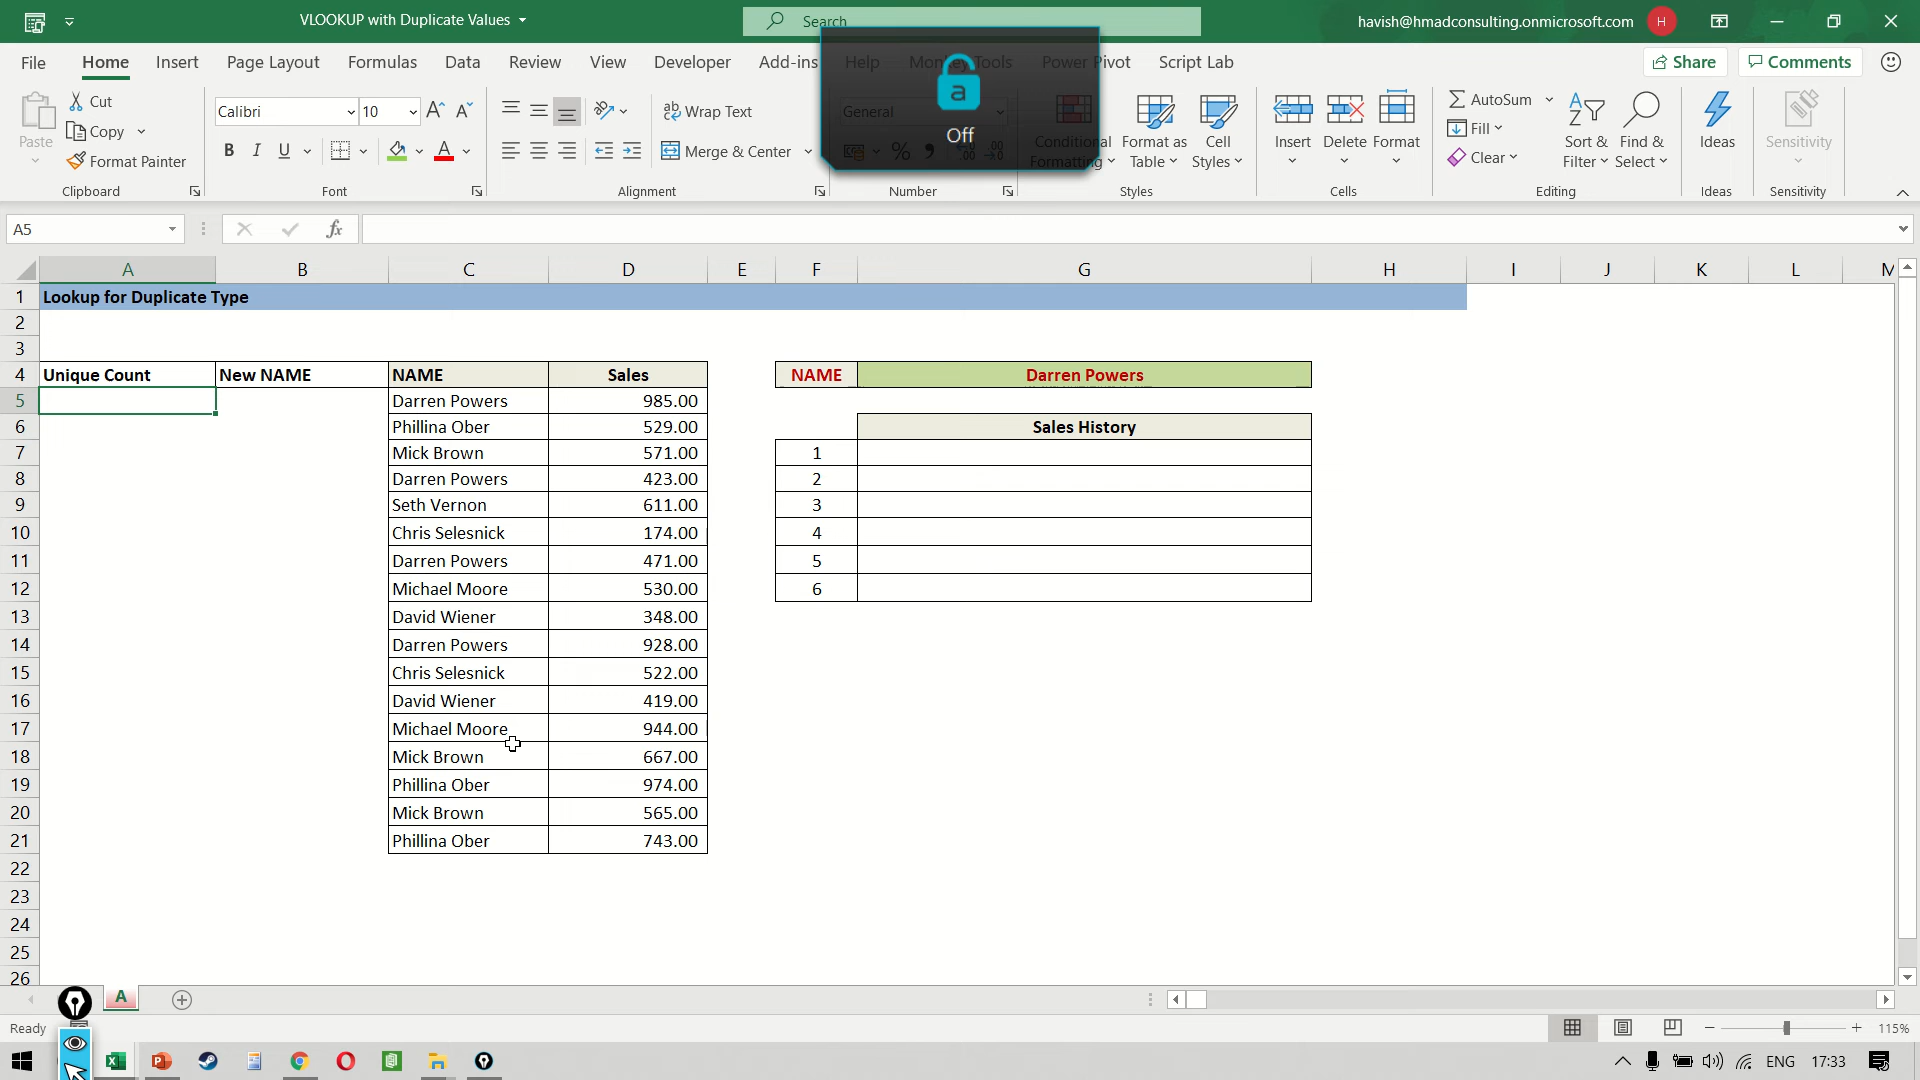 VLOOKUP with Duplicate Values
Search
havish@hmadconsulting.onmicrosoft.com
H
File
Home
Insert
Page Layout
Formulas
Data
Review
View
Developer
Add-ins
Help
Monkey Tools
Power Pivot
Script Lab
Share
Comments
a
Off
Paste
Cut
Copy
Format Painter
Clipboard
Calibri
10
B
I
U
Font
Wrap Text
Merge & Center
Alignment
General
Number
Conditional
Formatting
Format as
Table
Cell
Styles
Styles
Insert
Delete
Format
Cells
AutoSum
Fill
Clear
Sort &
Filter
Find &
Select
Editing
Ideas
Ideas
Sensitivity
Sensitivity
A5
fx
A B C D E F G H I J K L M
1 Lookup for Duplicate Type
2
3
4 Unique Count New NAME NAME Sales NAME Darren Powers
5 Darren Powers 985.00
6 Phillina Ober 529.00 Sales History
7 Mick Brown 571.00 1
8 Darren Powers 423.00 2
9 Seth Vernon 611.00 3
10 Chris Selesnick 174.00 4
11 Darren Powers 471.00 5
12 Michael Moore 530.00 6
13 David Wiener 348.00
14 Darren Powers 928.00
15 Chris Selesnick 522.00
16 David Wiener 419.00
17 Michael Moore 944.00
18 Mick Brown 667.00
19 Phillina Ober 974.00
20 Mick Brown 565.00
21 Phillina Ober 743.00
22
23
24
25
26
A
Ready
115%
ENG
17:33